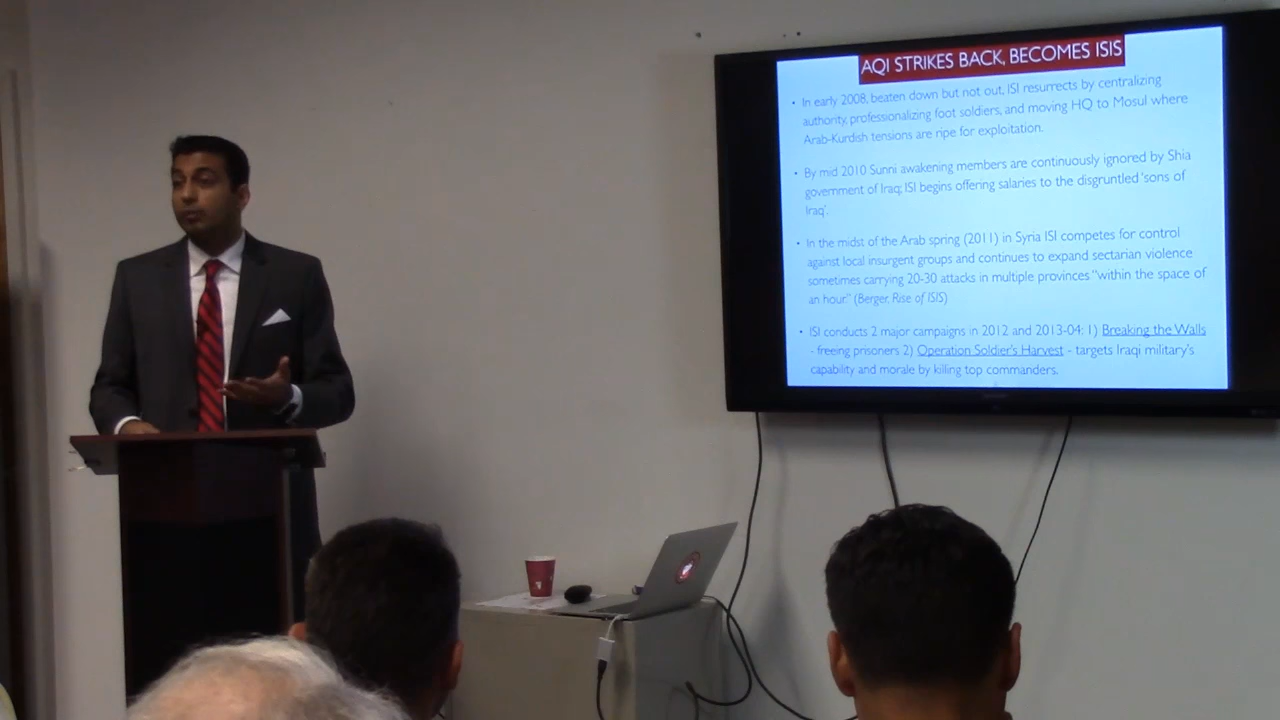 AQI STRIKES BACK, BECOMES ISIS
• In early 2008, beaten down but not out, ISI resurrects by centralizing
authority, professionalizing foot soldiers, and moving HQ to Mosul where
Arab-Kurdish tensions are ripe for exploitation.
• By mid 2010 Sunni awakening members are continuously ignored by Shia
government of Iraq; ISI begins offering salaries to the disgruntled 'sons of
Iraq'.
• In the midst of the Arab spring (2011) in Syria ISI competes for control
against local insurgent groups and continues to expand sectarian violence
sometimes carrying 20-30 attacks in multiple provinces "within the space of
an hour." (Berger, Rise of ISIS)
• ISI conducts 2 major campaigns in 2012 and 2013-04: 1) Breaking the Walls
- freeing prisoners 2) Operation Soldier's Harvest - targets Iraqi military's
capability and morale by killing top commanders.